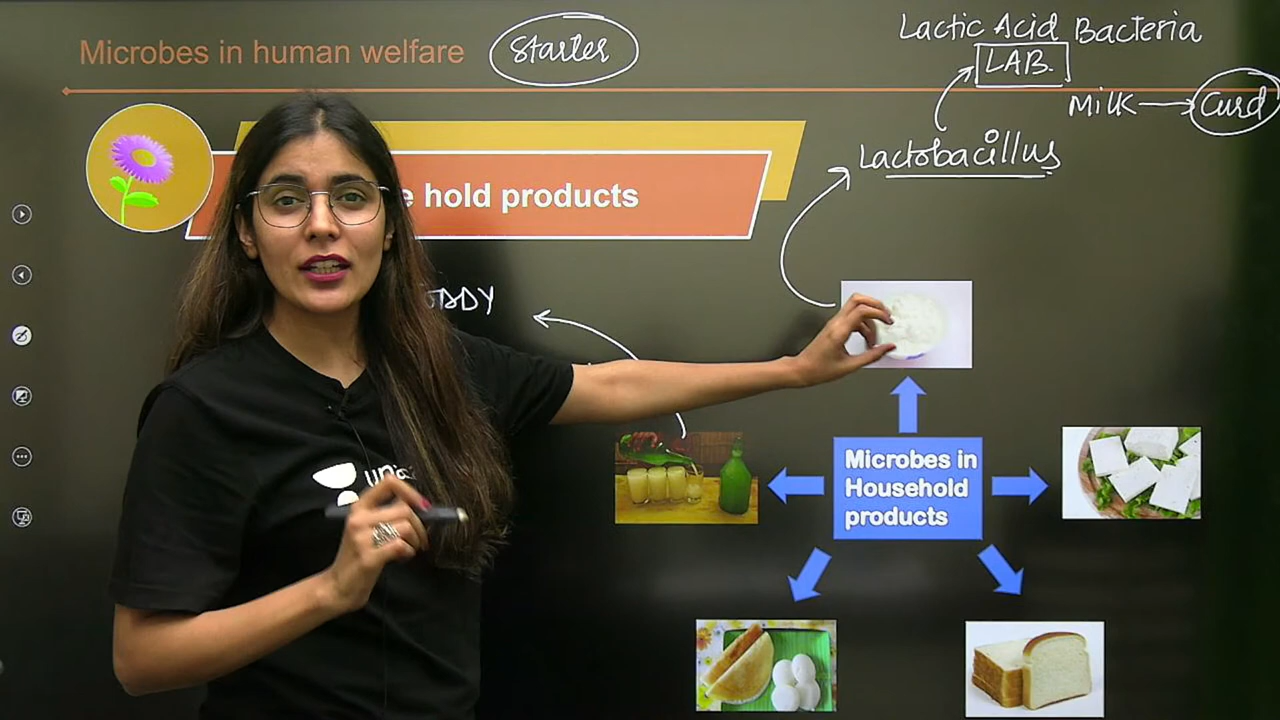 Microbes in human welfare
Starter
Lactic Acid Bacteria
LAB.
Milk → Curd
Lactobacillus
hold products
Microbes in
Household
products